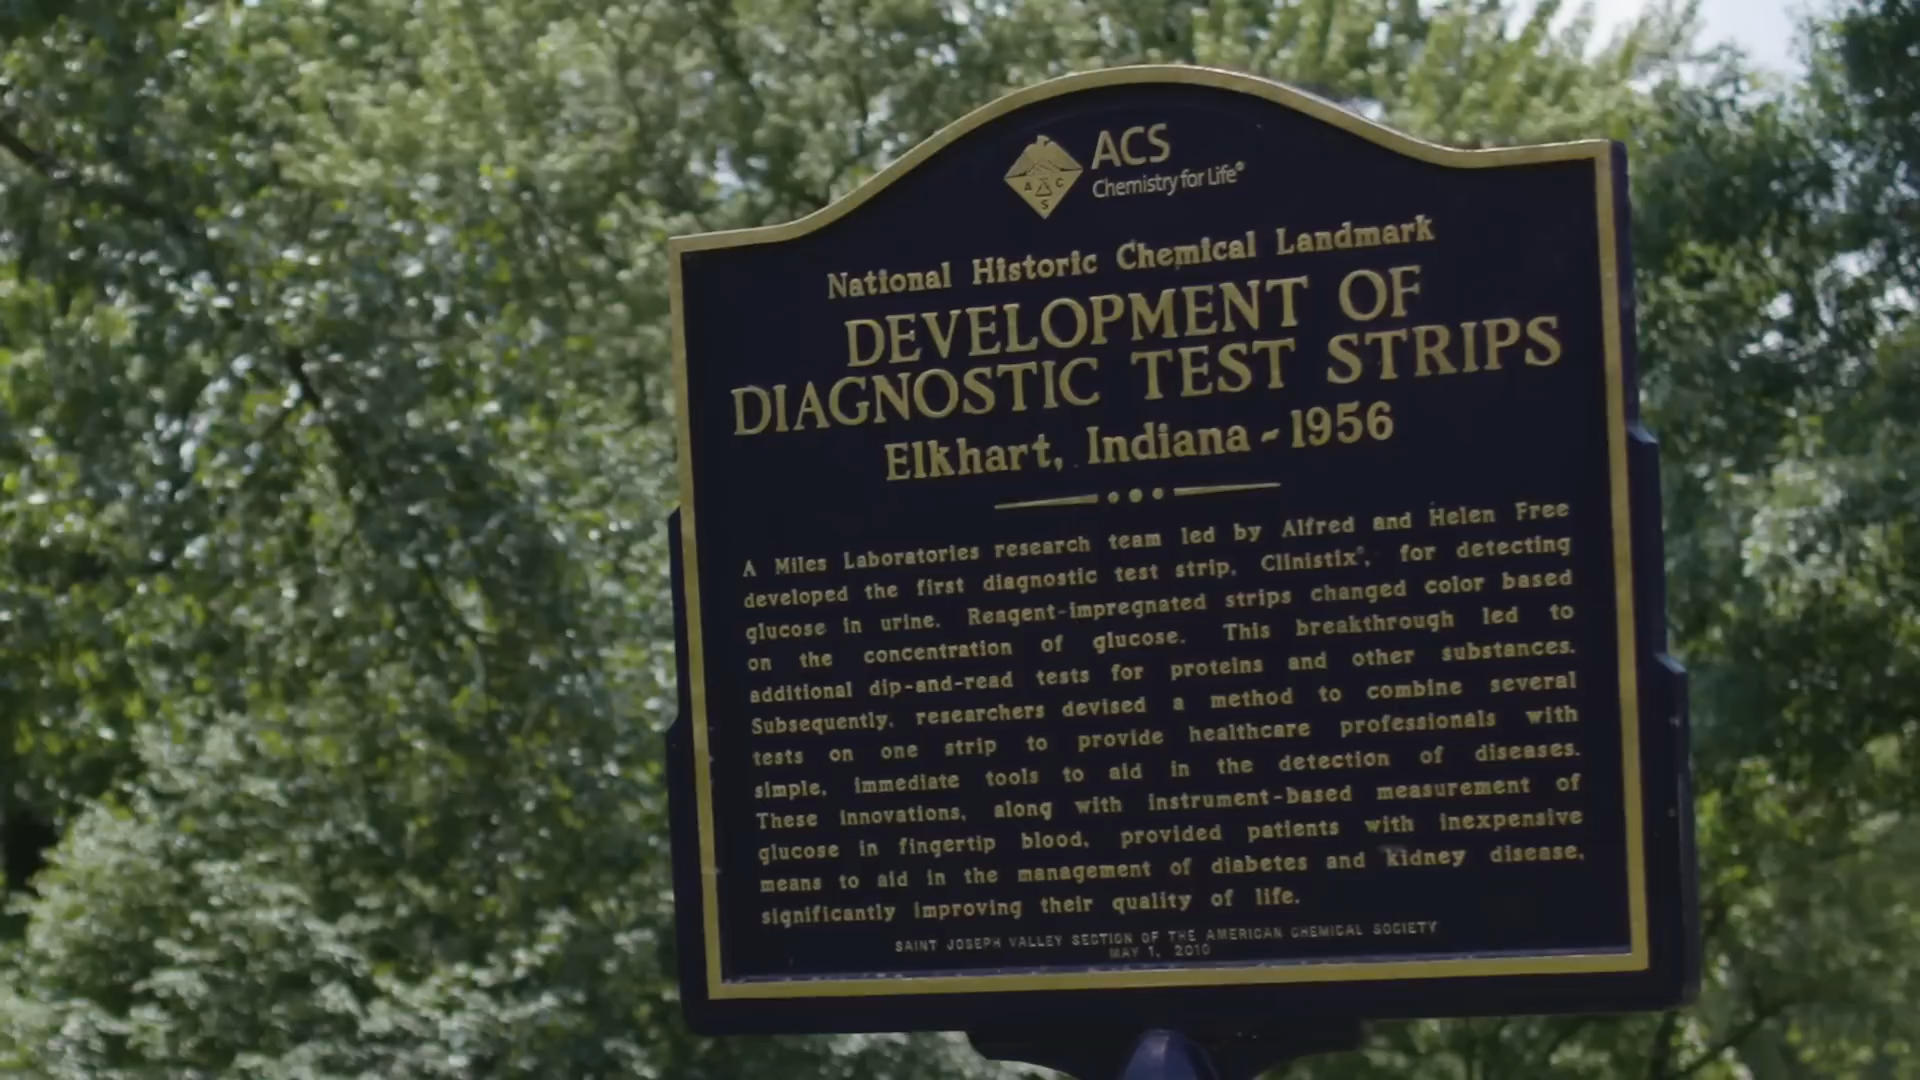 ACS
Chemistry for Life®
A C S
National Historic Chemical Landmark
DEVELOPMENT OF
DIAGNOSTIC TEST STRIPS
Elkhart, Indiana - 1956
A Miles Laboratories research team led by Alfred and Helen Free
developed the first diagnostic test strip, Clinistix®, for detecting
glucose in urine. Reagent-impregnated strips changed color based
on the concentration of glucose. This breakthrough led to
additional dip-and-read tests for proteins and other substances.
Subsequently, researchers devised a method to combine several
tests on one strip to provide healthcare professionals with
simple, immediate tools to aid in the detection of diseases.
These innovations, along with instrument-based measurement of
glucose in fingertip blood, provided patients with inexpensive
means to aid in the management of diabetes and kidney disease,
significantly improving their quality of life.
SAINT JOSEPH VALLEY SECTION OF THE AMERICAN CHEMICAL SOCIETY
MAY 1, 2010